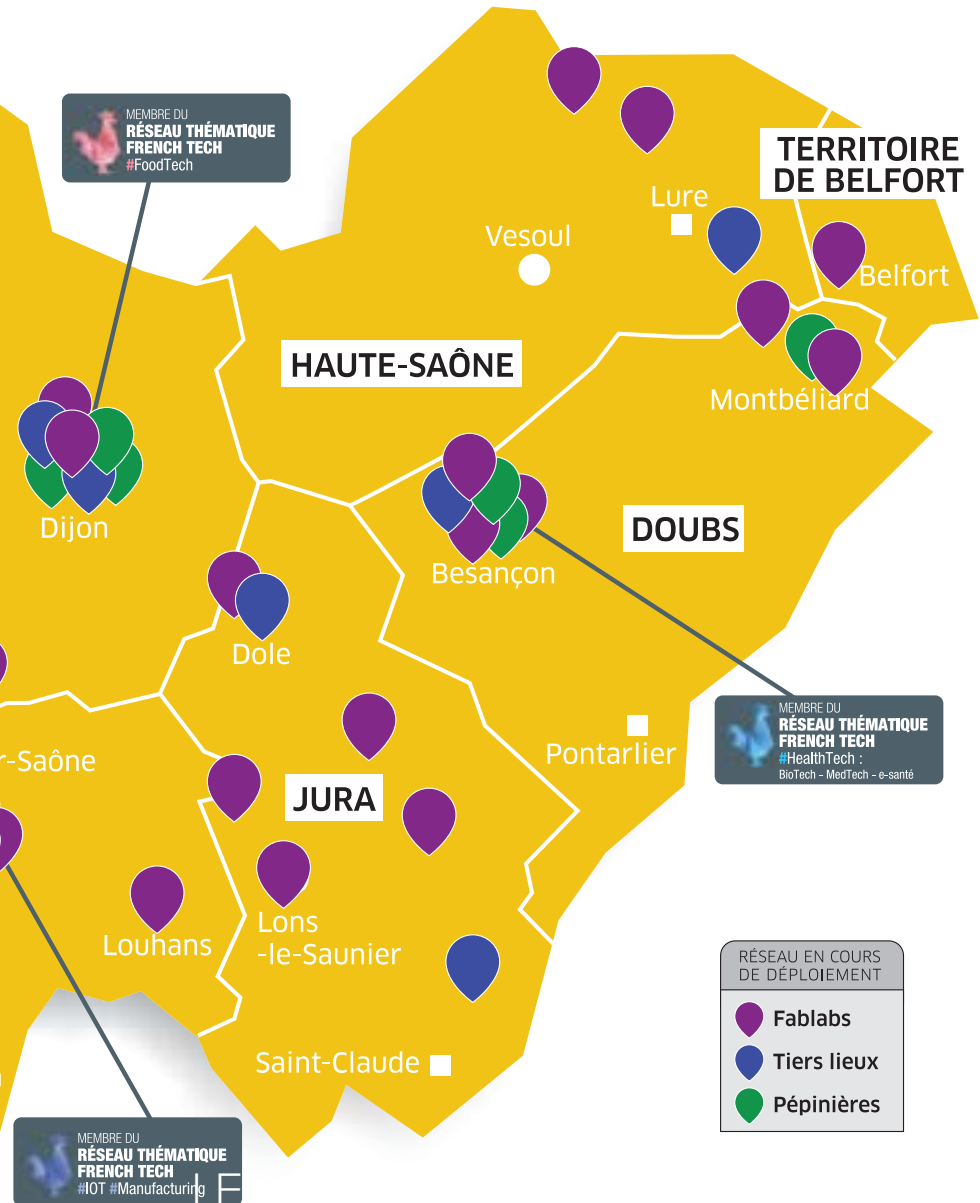 MEMBRE DU
RÉSEAU THÉMATIQUE
FRENCH TECH
#FoodTech
TERRITOIRE
DE BELFORT
Lure
Vesoul
Belfort
HAUTE-SAÔNE
Montbéliard
Dijon
DOUBS
Besançon
Dole
MEMBRE DU
RÉSEAU THÉMATIQUE
FRENCH TECH
#HealthTech :
BioTech - MedTech - e-santé
r-Saône
Pontarlier
JURA
Louhans
Lons
-le-Saunier
RÉSEAU EN COURS
DE DÉPLOIEMENT
Fablabs
Tiers lieux
Pépinières
Saint-Claude
MEMBRE DU
RÉSEAU THÉMATIQUE
FRENCH TECH
#IOT #Manufacturing